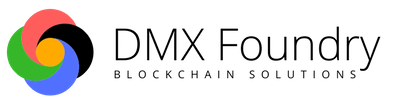 DMX Foundry
BLOCKCHAIN SOLUTIONS